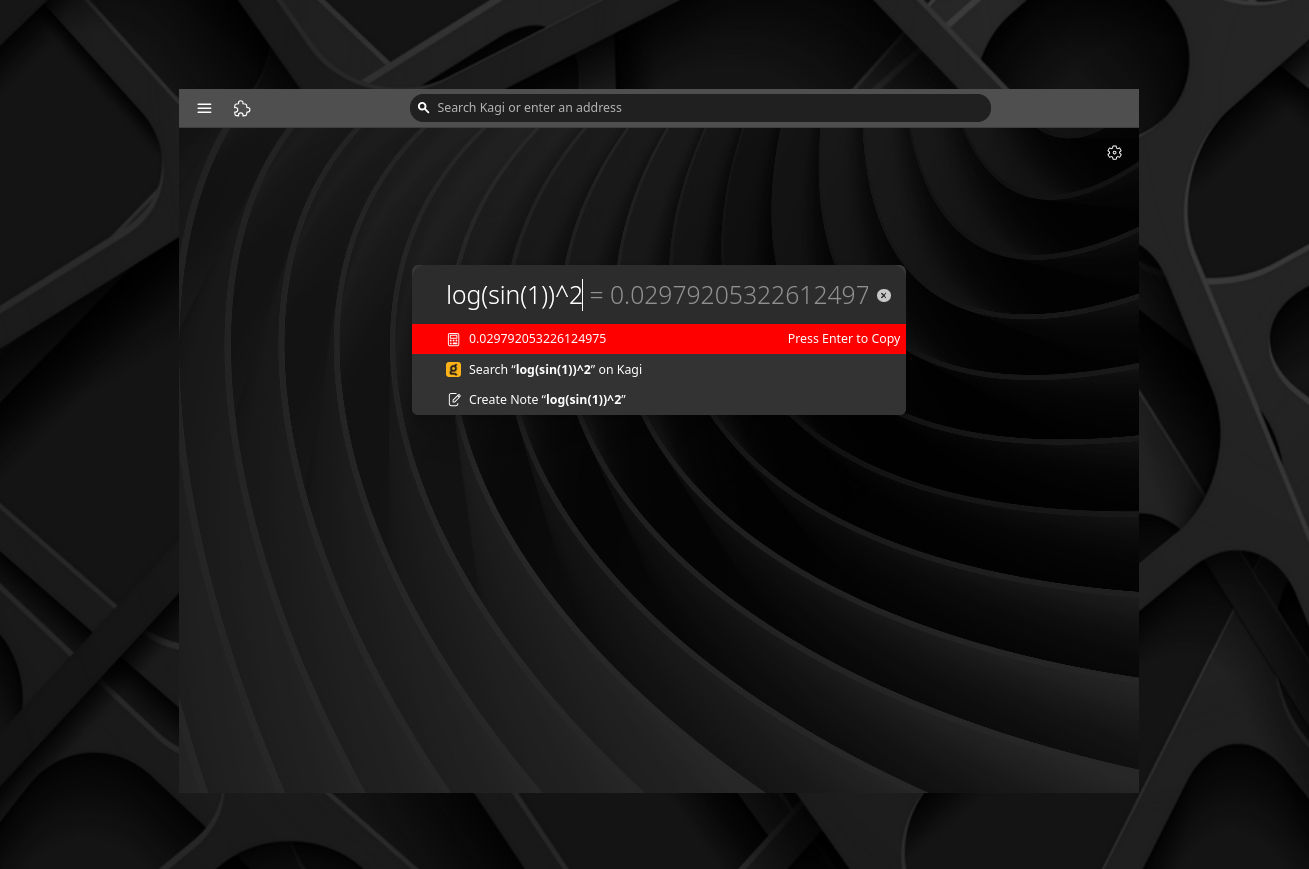 Search Kagi or enter an address
log(sin(1))^2 = 0.02979205322612497
0.029792053226124975 Press Enter to Copy
Search “log(sin(1))^2” on Kagi
Create Note “log(sin(1))^2”